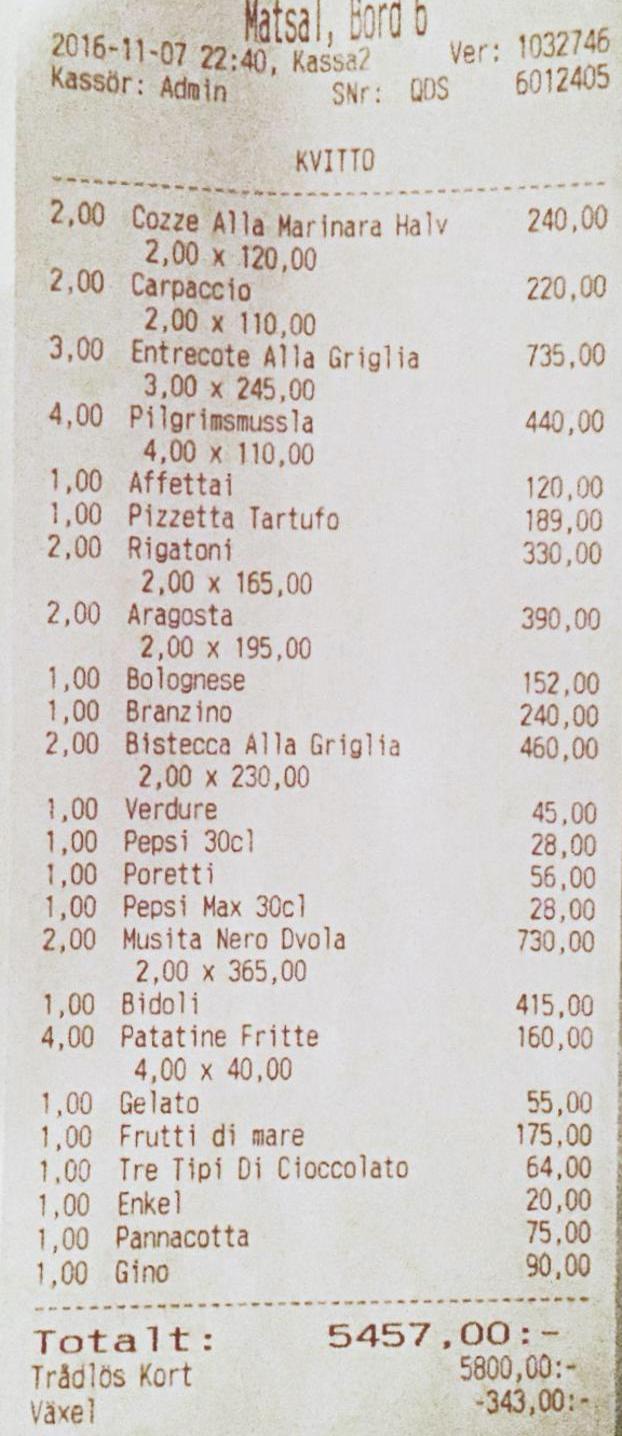 Matsal, Bord 6
2016-11-07 22:40, Kassa2 Ver: 1032746
Kassör: Admin SNr: QDS 6012405
KVITTO
2,00 Cozze Alla Marinara Halv 240,00
2,00 x 120,00
2,00 Carpaccio 220,00
2,00 x 110,00
3,00 Entrecote Alla Griglia 735,00
3,00 x 245,00
4,00 Pilgrimsmussla 440,00
4,00 x 110,00
1,00 Affettai 120,00
1,00 Pizzetta Tartufo 189,00
2,00 Rigatoni 330,00
2,00 x 165,00
2,00 Aragosta 390,00
2,00 x 195,00
1,00 Bolognese 152,00
1,00 Branzino 240,00
2,00 Bistecca Alla Griglia 460,00
2,00 x 230,00
1,00 Verdure 45,00
1,00 Pepsi 30cl 28,00
1,00 Poretti 56,00
1,00 Pepsi Max 30cl 28,00
2,00 Musita Nero Dvola 730,00
2,00 x 365,00
1,00 Bidoli 415,00
4,00 Patatine Fritte 160,00
4,00 x 40,00
1,00 Gelato 55,00
1,00 Frutti di mare 175,00
1,00 Tre Tipi Di Cioccolato 64,00
1,00 Enkel 20,00
1,00 Pannacotta 75,00
1,00 Gino 90,00
Totalt: 5457,00:-
Trådlös Kort 5800,00:-
Växel -343,00:-